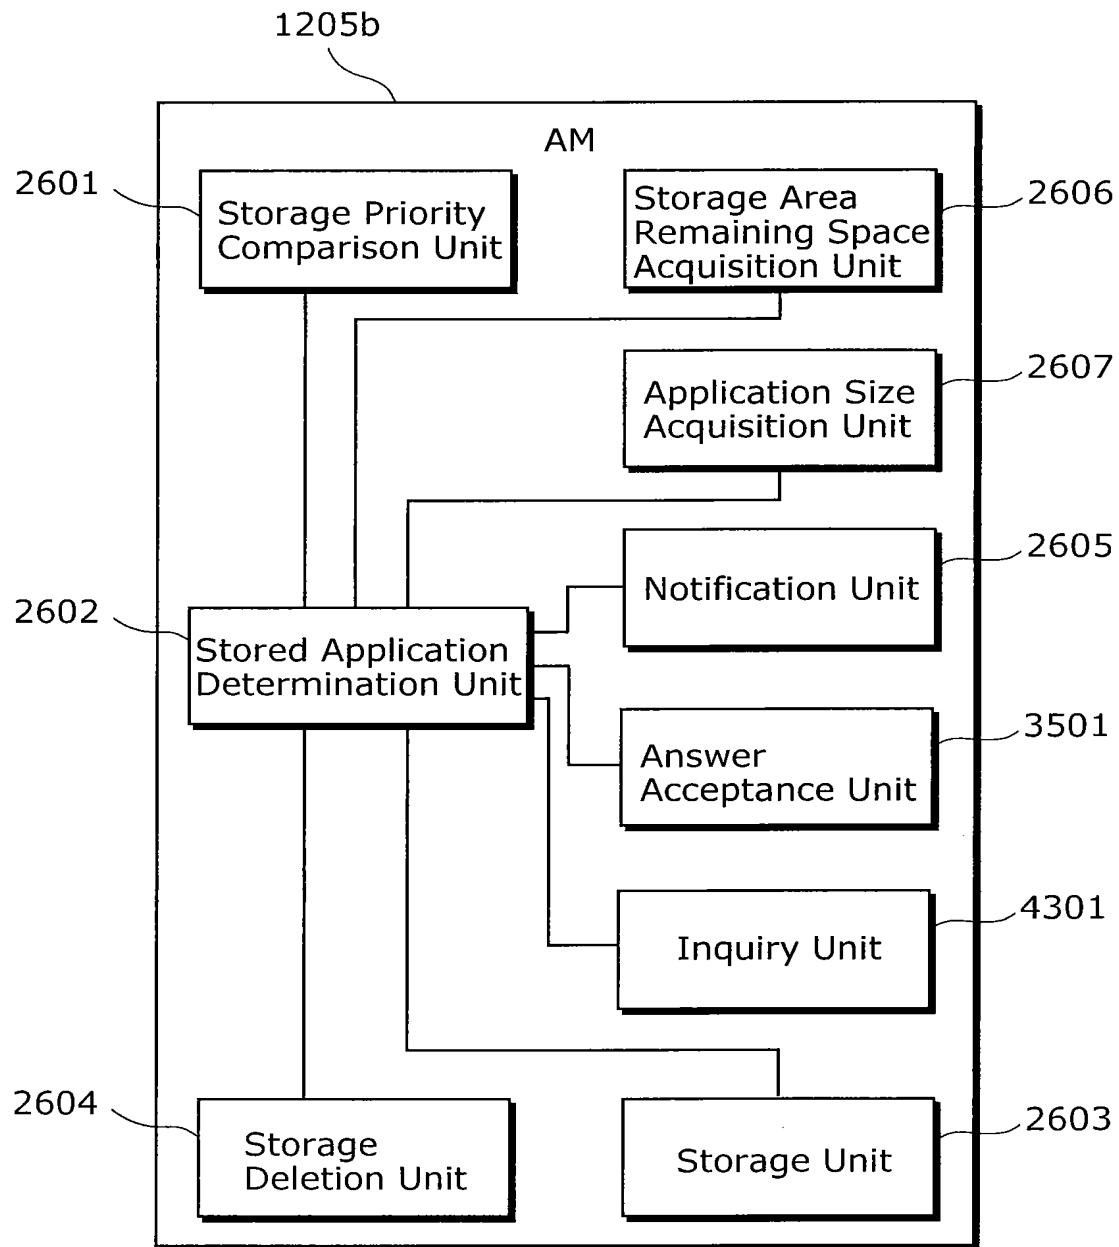 1205b
AM
2601
Storage Priority
Comparison Unit
Storage Area
Remaining Space
Acquisition Unit
2606
Application Size
Acquisition Unit
2607
Notification Unit
2605
2602
Stored Application
Determination Unit
Answer
Acceptance Unit
3501
Inquiry Unit
4301
2604
Storage
Deletion Unit
Storage Unit
2603